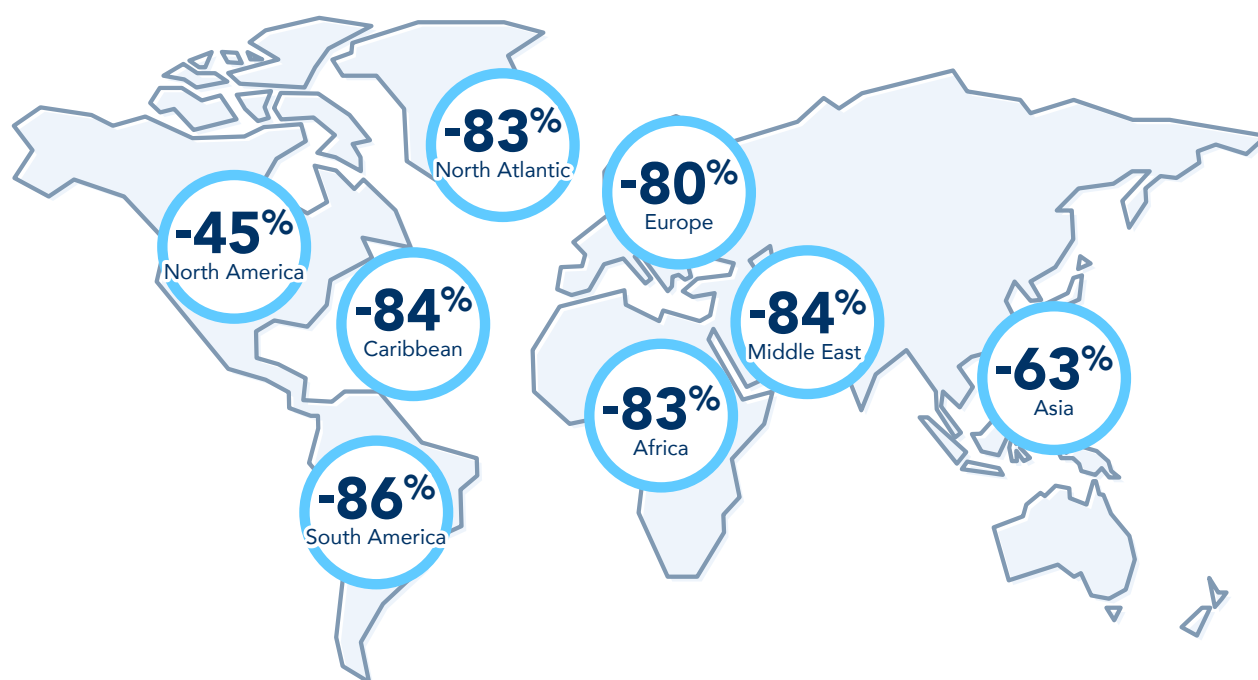 -83%
North Atlantic
-80%
Europe
-45%
North America
-84%
Caribbean
-84%
Middle East
-63%
Asia
-83%
Africa
-86%
South America